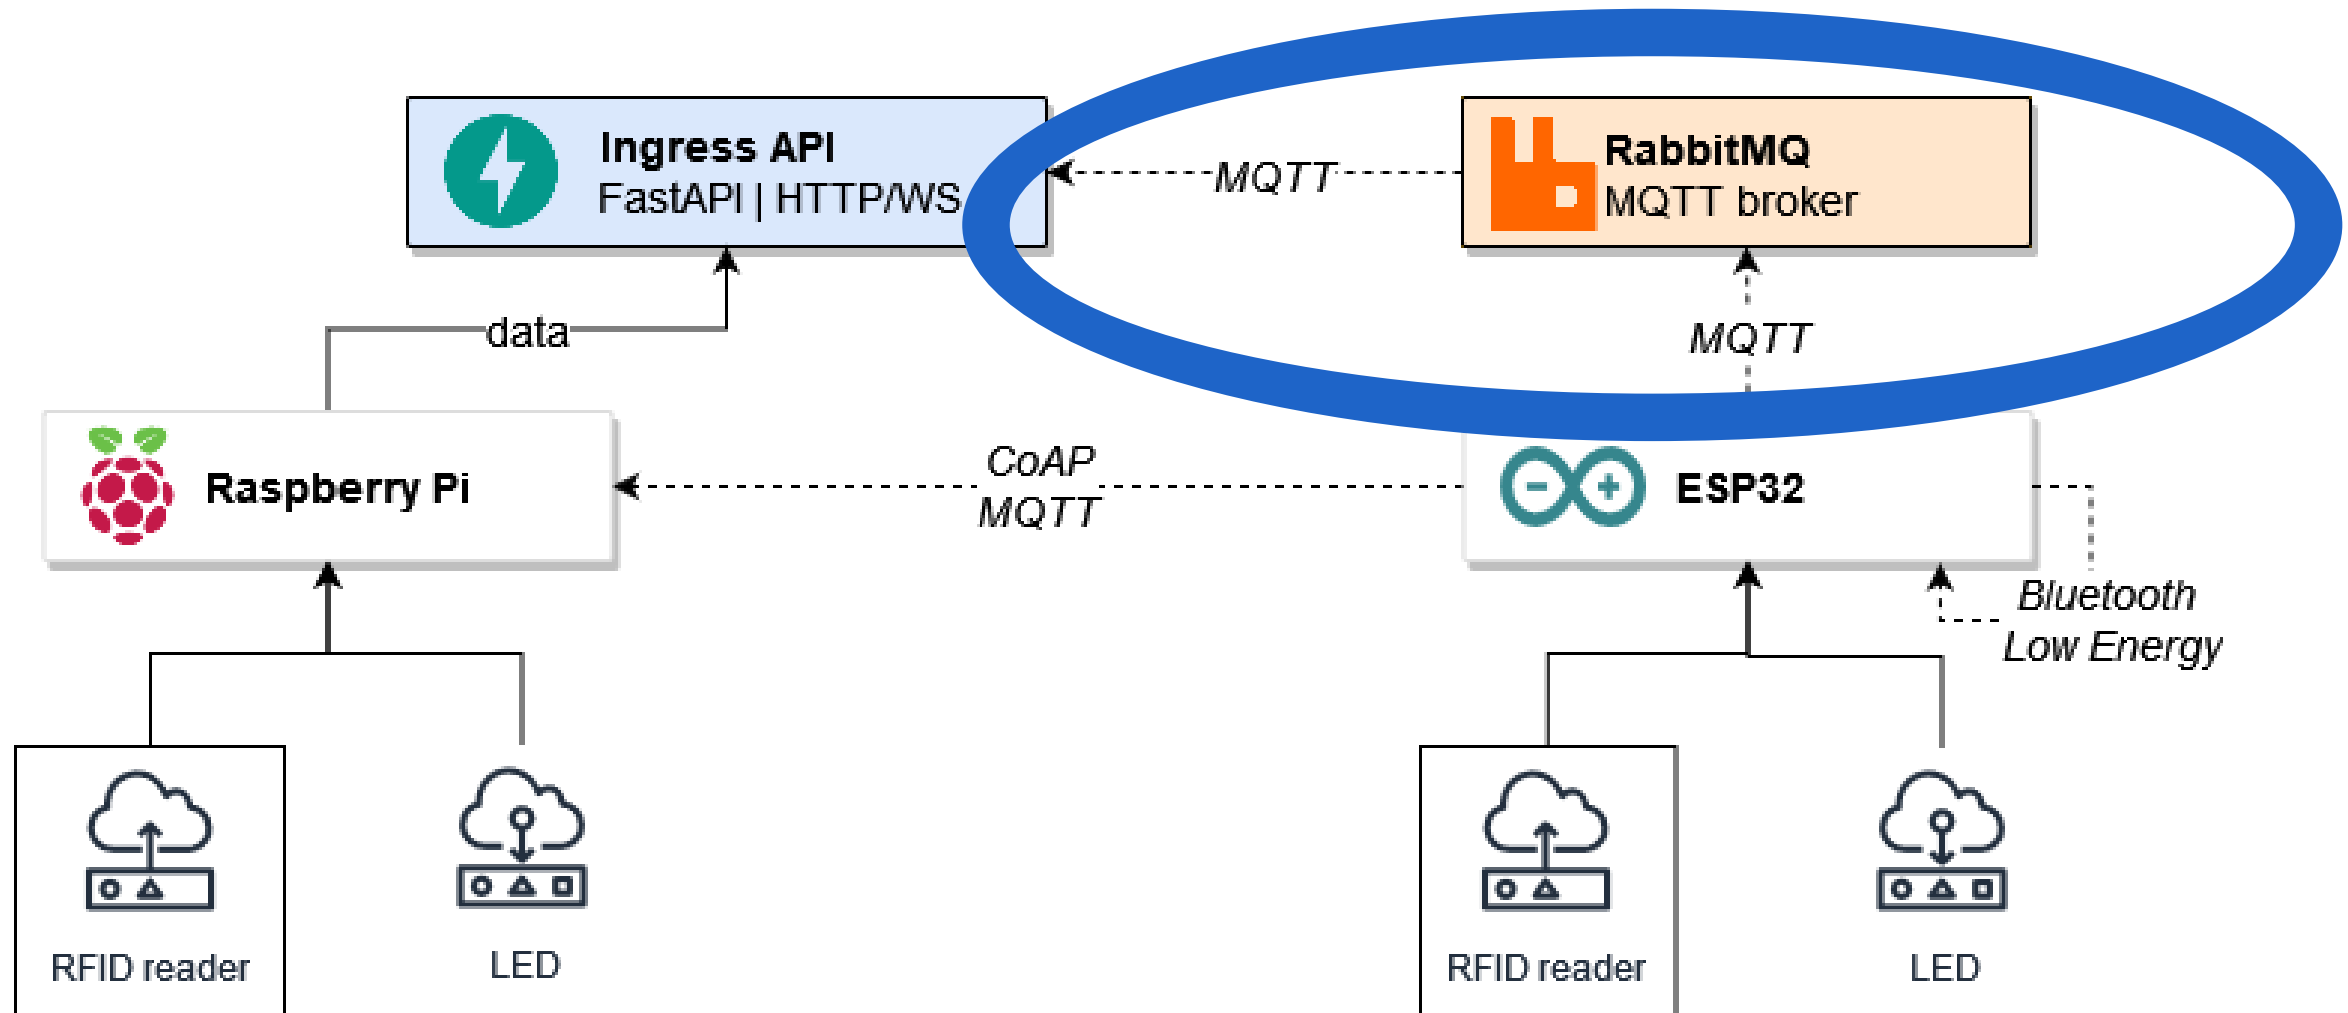 Ingress API
FastAPI | HTTP/WS
MQTT
RabbitMQ
MQTT broker
data
MQTT
Raspberry Pi
CoAP
MQTT
ESP32
Bluetooth
Low Energy
RFID reader
LED
RFID reader
LED